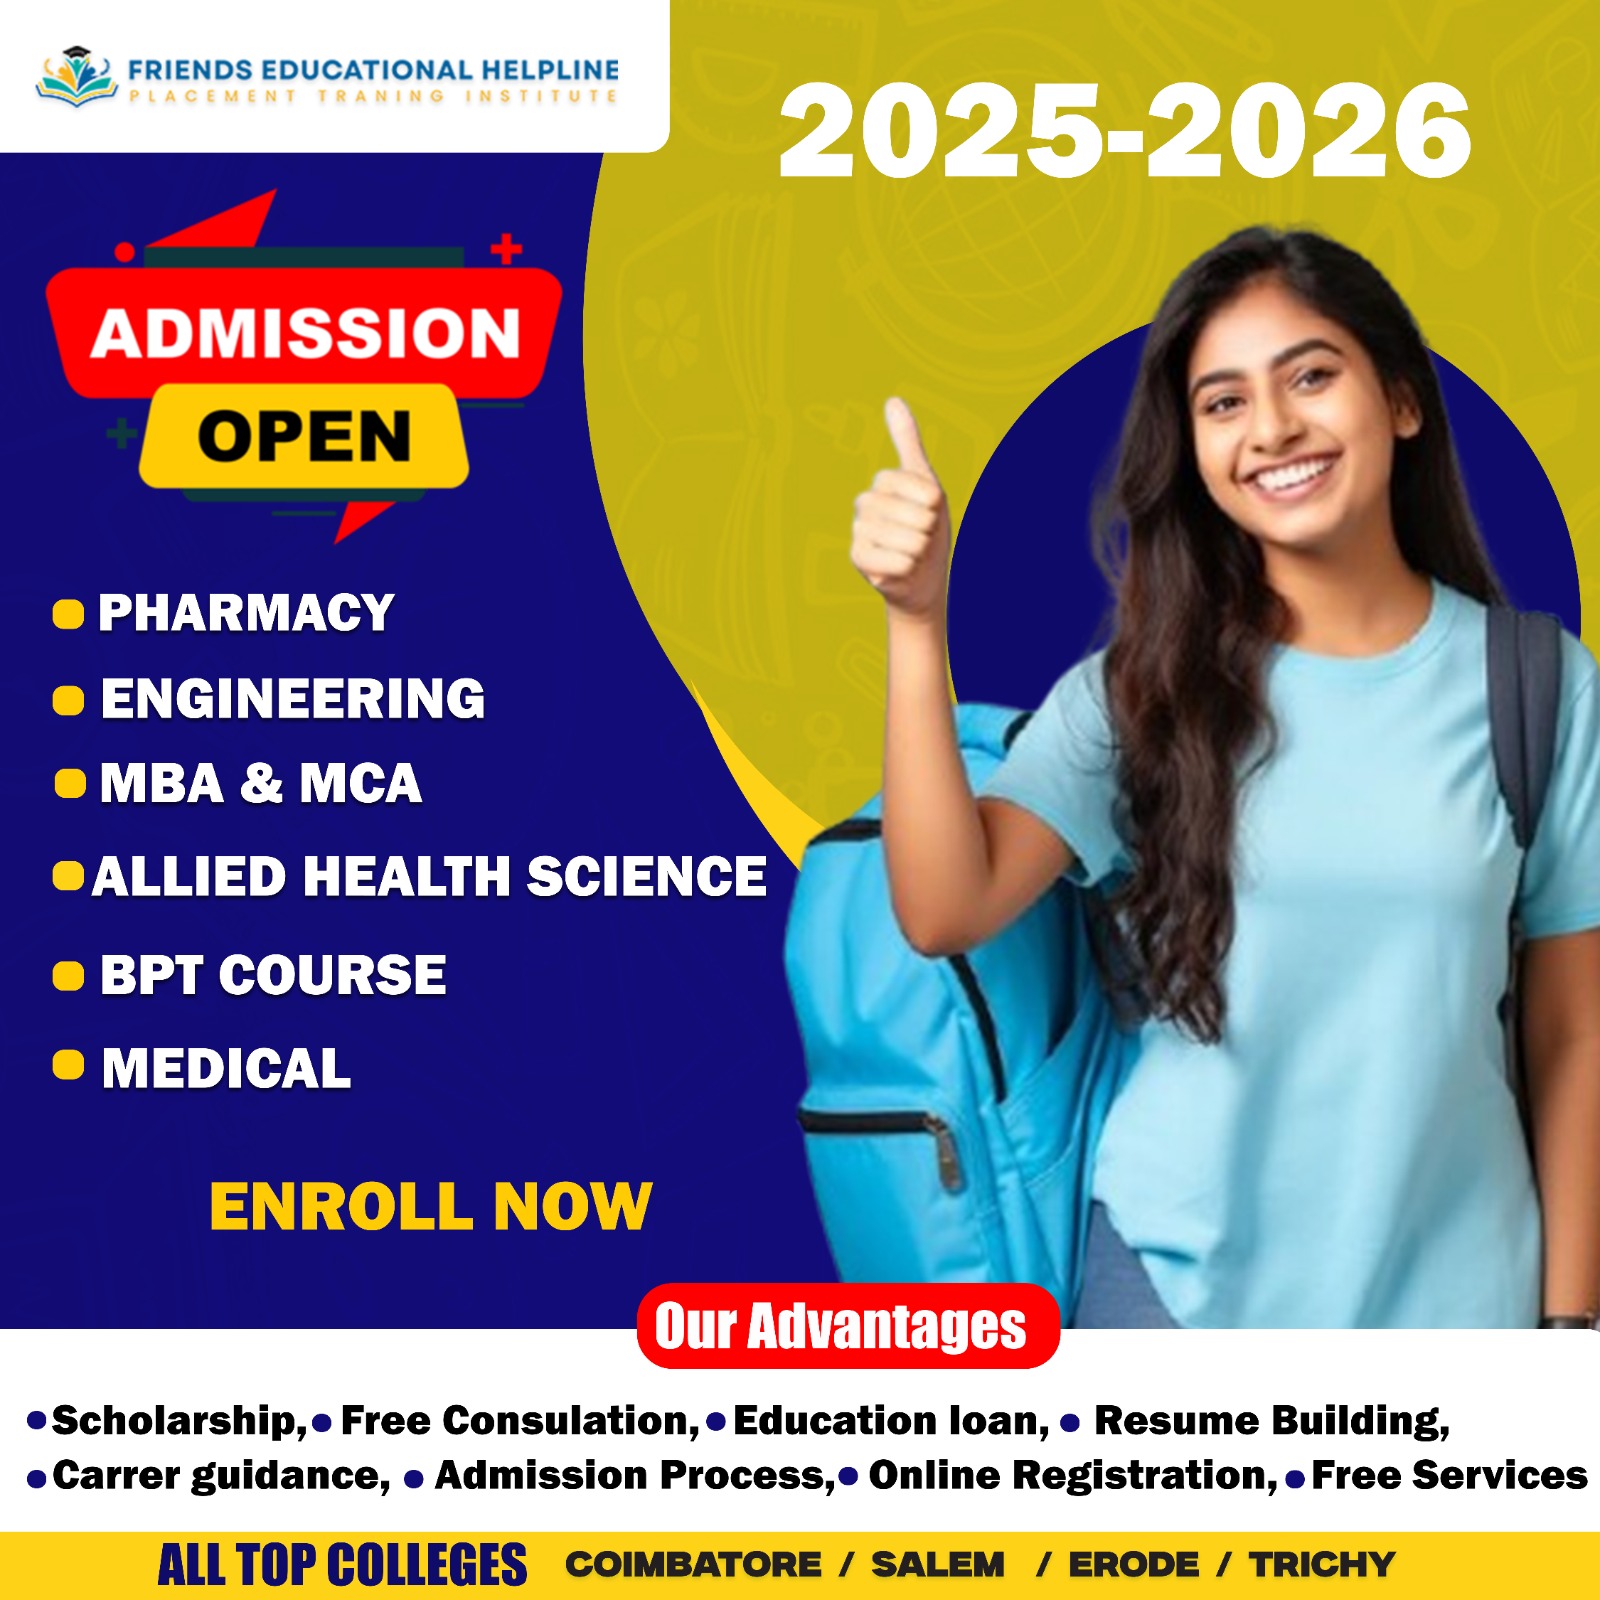 FRIENDS EDUCATIONAL HELPLINE
PLACEMENT TRANING INSTITUTE
2025-2026
ADMISSION
OPEN
PHARMACY
ENGINEERING
MBA & MCA
ALLIED HEALTH SCIENCE
BPT COURSE
MEDICAL
ENROLL NOW
Our Advantages
•Scholarship,• Free Consulation,•Education loan, • Resume Building,
•Carrer guidance, • Admission Process,• Online Registration,•Free Services
ALL TOP COLLEGES COIMBATORE / SALEM / ERODE / TRICHY